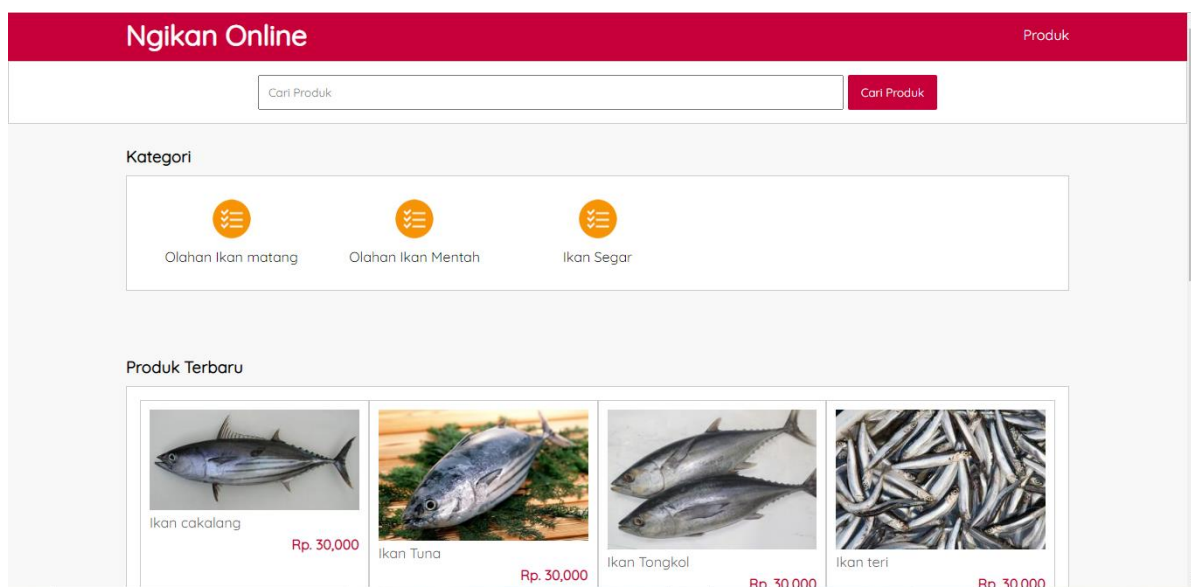 Ngikan Online
Produk
Cari Produk
Cari Produk
Kategori
Olahan Ikan matang
Olahan Ikan Mentah
Ikan Segar
Produk Terbaru
Ikan cakalang
Rp. 30,000
Ikan Tuna
Rp. 30,000
Ikan Tongkol
Rp. 30,000
Ikan teri
Rp. 30,000